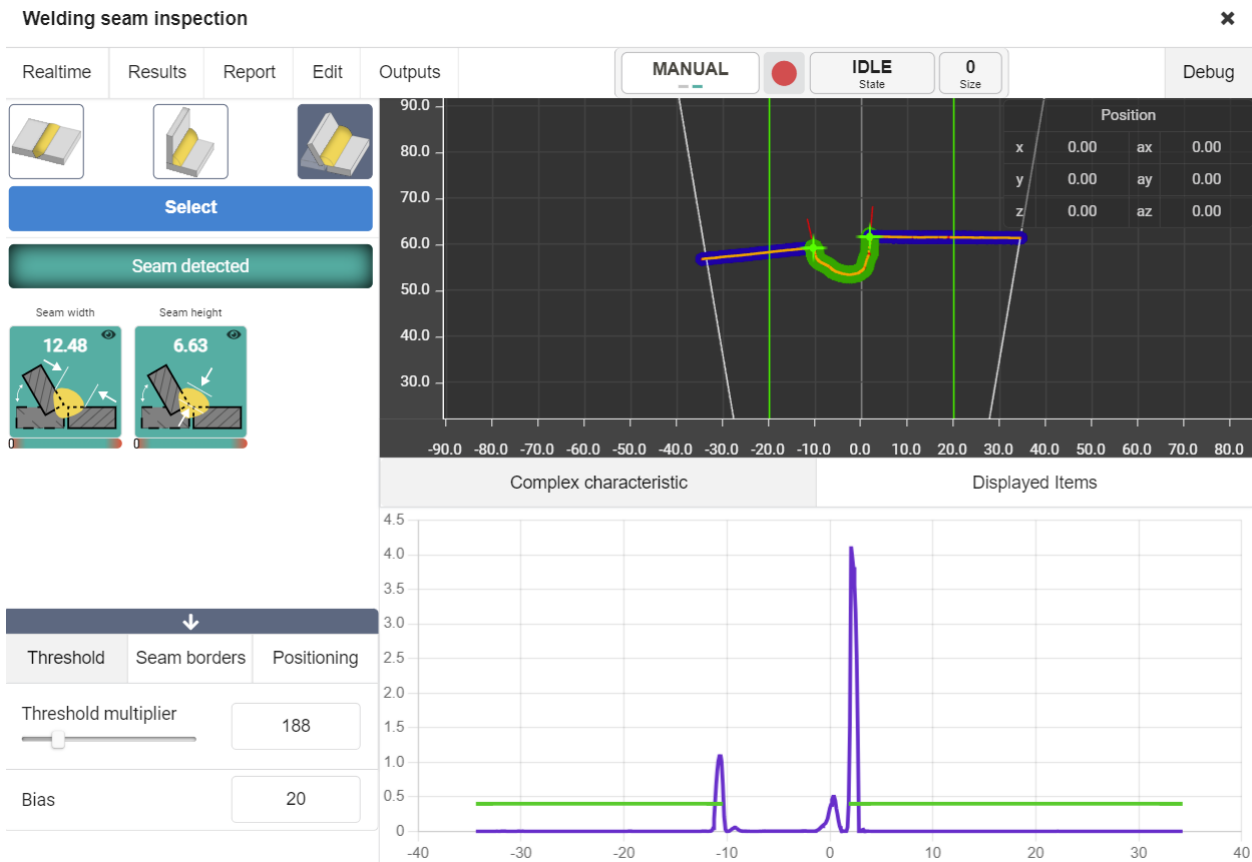 Welding seam inspection ✖
Realtime Results Report Edit Outputs MANUAL IDLE 0 Debug
State Size
Select
Seam detected
Seam width Seam height
12.48 6.63
0 0
Threshold Seam borders Positioning
Threshold multiplier 188
Bias 20
90.0
80.0
70.0
60.0
50.0
40.0
30.0
-90.0 -80.0 -70.0 -60.0 -50.0 -40.0 -30.0 -20.0 -10.0 0.0 10.0 20.0 30.0 40.0 50.0 60.0 70.0 80.0
Position
x 0.00 ax 0.00
y 0.00 ay 0.00
z 0.00 az 0.00
Complex characteristic Displayed Items
4.5
4.0
3.5
3.0
2.5
2.0
1.5
1.0
0.5
0
-40 -30 -20 -10 0 10 20 30 40